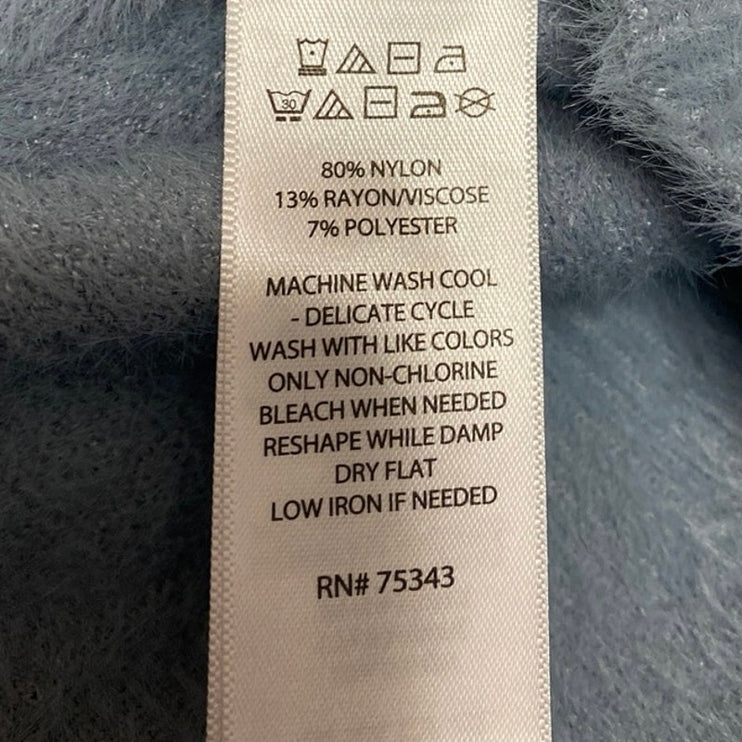 30
80% NYLON
13% RAYON/VISCOSE
7% POLYESTER
MACHINE WASH COOL
- DELICATE CYCLE
WASH WITH LIKE COLORS
ONLY NON-CHLORINE
BLEACH WHEN NEEDED
RESHAPE WHILE DAMP
DRY FLAT
LOW IRON IF NEEDED
RN# 75343